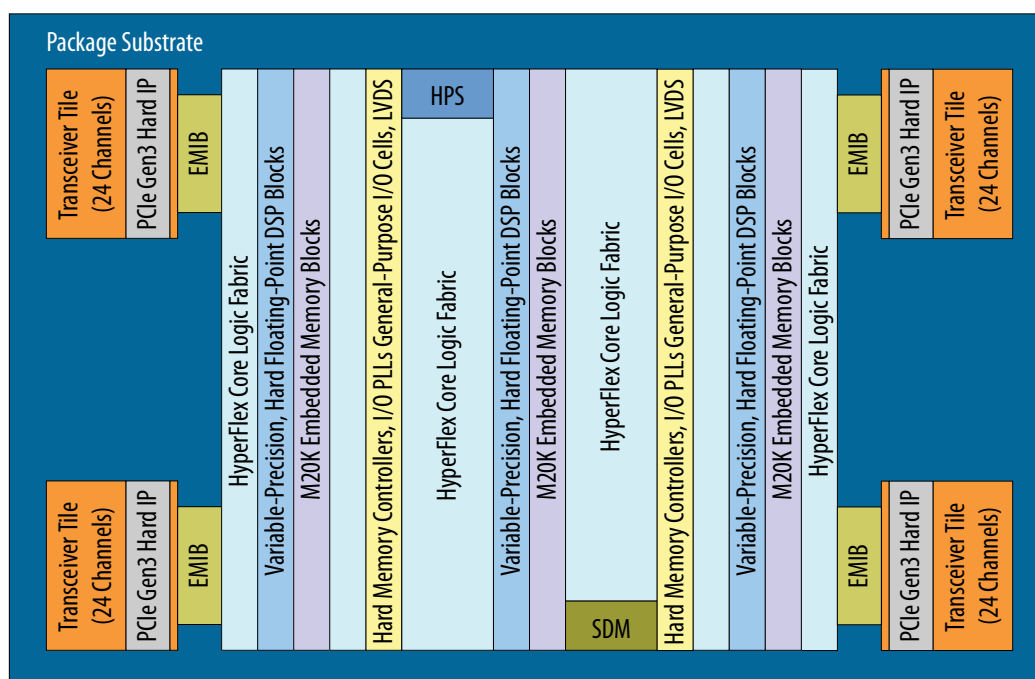 Package Substrate
Transceiver Tile
(24 Channels)
PCIe Gen3 Hard IP
EMIB
Transceiver Tile
(24 Channels)
PCIe Gen3 Hard IP
EMIB
HyperFlex Core Logic Fabric
Variable-Precision, Hard Floating-Point DSP Blocks
M20K Embedded Memory Blocks
Hard Memory Controllers, I/O PLLs General-Purpose I/O Cells, LVDS
HPS
HyperFlex Core Logic Fabric
Variable-Precision, Hard Floating-Point DSP Blocks
M20K Embedded Memory Blocks
HyperFlex Core Logic Fabric
SDM
Hard Memory Controllers, I/O PLLs General-Purpose I/O Cells, LVDS
Variable-Precision, Hard Floating-Point DSP Blocks
M20K Embedded Memory Blocks
HyperFlex Core Logic Fabric
EMIB
PCIe Gen3 Hard IP
Transceiver Tile
(24 Channels)
EMIB
PCIe Gen3 Hard IP
Transceiver Tile
(24 Channels)